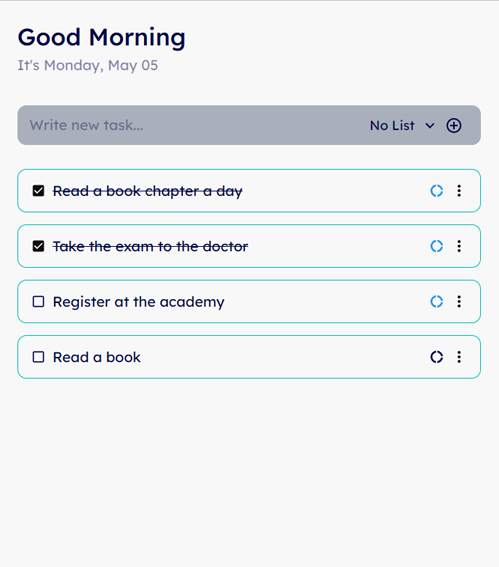 Good Morning
It's Monday, May 05
Write new task...
No List
Read a book chapter a day
Take the exam to the doctor
Register at the academy
Read a book